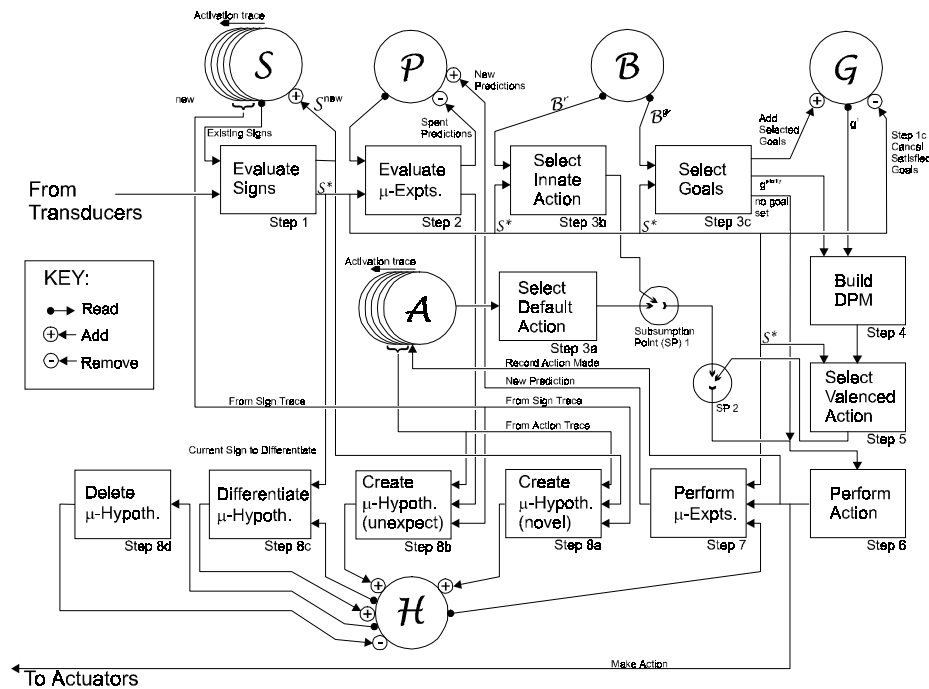 Activation trace
S
P
B
G
new
S new
New
Predictions
Existing Signs
Spent
Predictions
Add
Selected
Goals
g¹
Step 1c
Cancel
Satisfied
Goals
From
Transducers
Evaluate
Signs
Step 1
S*
Evaluate
μ-Expts.
Step 2
S*
Select
Innate
Action
Step 3b
S*
Select
Goals
Step 3c
no goal
set
KEY:
Read
Add
Remove
Activation trace
A
Select
Default
Action
Step 3a
Subsumption
Point (SP) 1
Build
DPM
Step 4
S*
SP 2
Select
Valenced
Action
Step 5
Record Action Made
New Prediction
From Sign Trace
From Sign Trace
From Action Trace
Current Sign to Differentiate
Delete
μ-Hypoth.
Step 8d
Differentiate
μ-Hypoth.
Step 8c
Create
μ-Hypoth.
(unexpect)
Step 8b
Create
μ-Hypoth.
(novel)
Step 8a
Perform
μ-Expts.
Step 7
Perform
Action
Step 6
H
Make Action
To Actuators